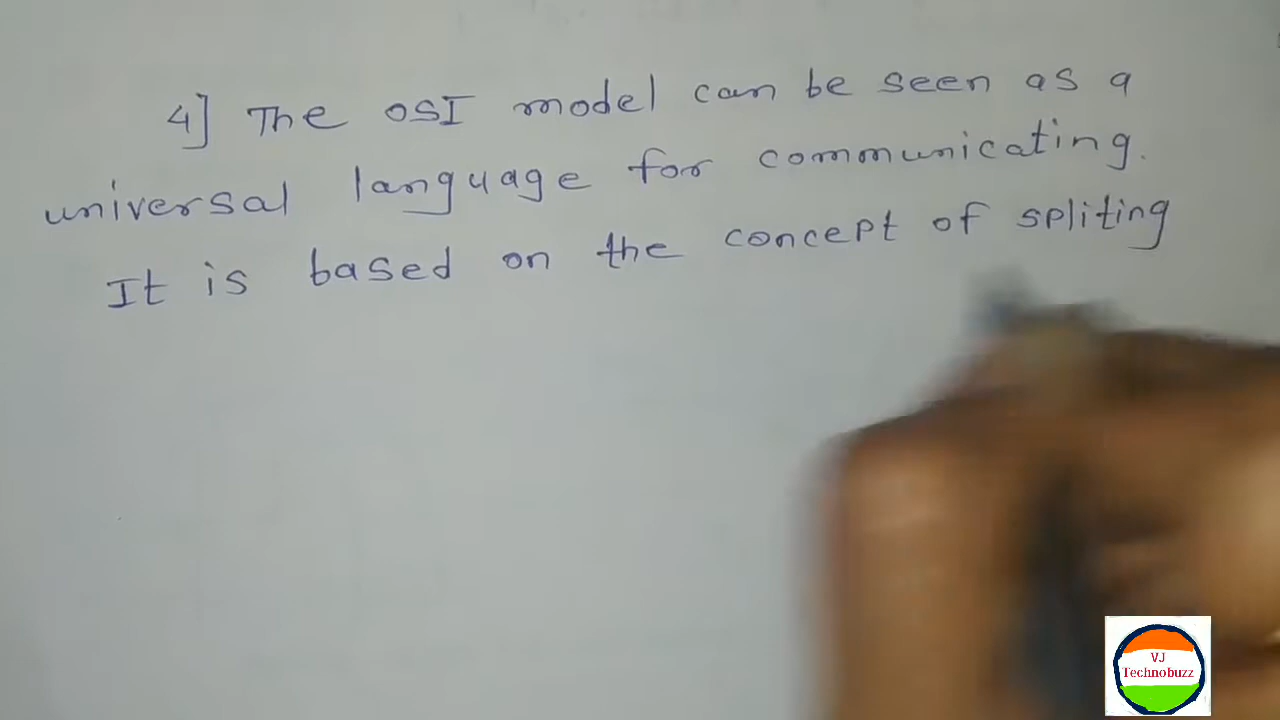 4] The OSI model can be seen as a
universal language for communicating.
It is based on the concept of spliting
VJ
Technobuzz